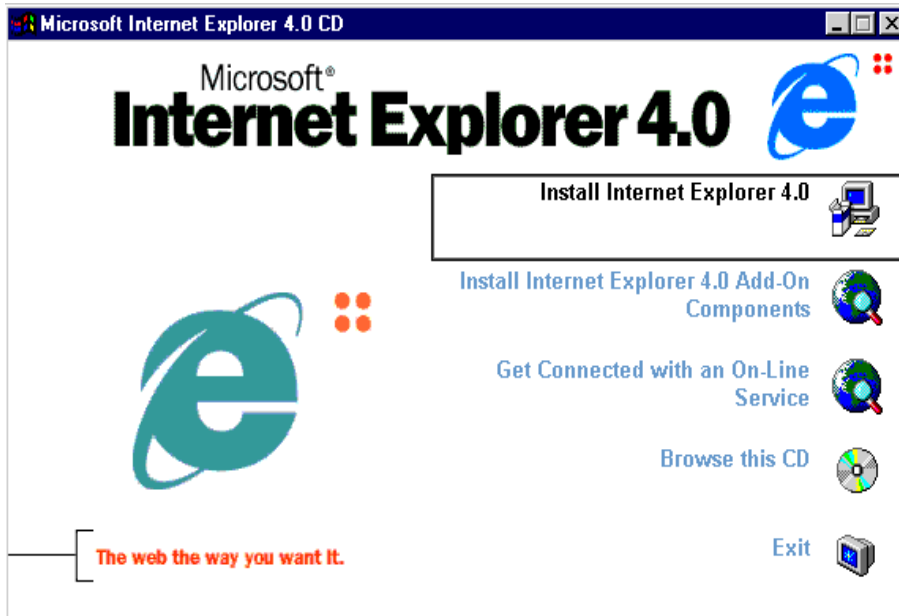 Microsoft Internet Explorer 4.0 CD
Microsoft®
Internet Explorer 4.0
Install Internet Explorer 4.0
Install Internet Explorer 4.0 Add-On
Components
Get Connected with an On-Line
Service
Browse this CD
The web the way you want It.
Exit